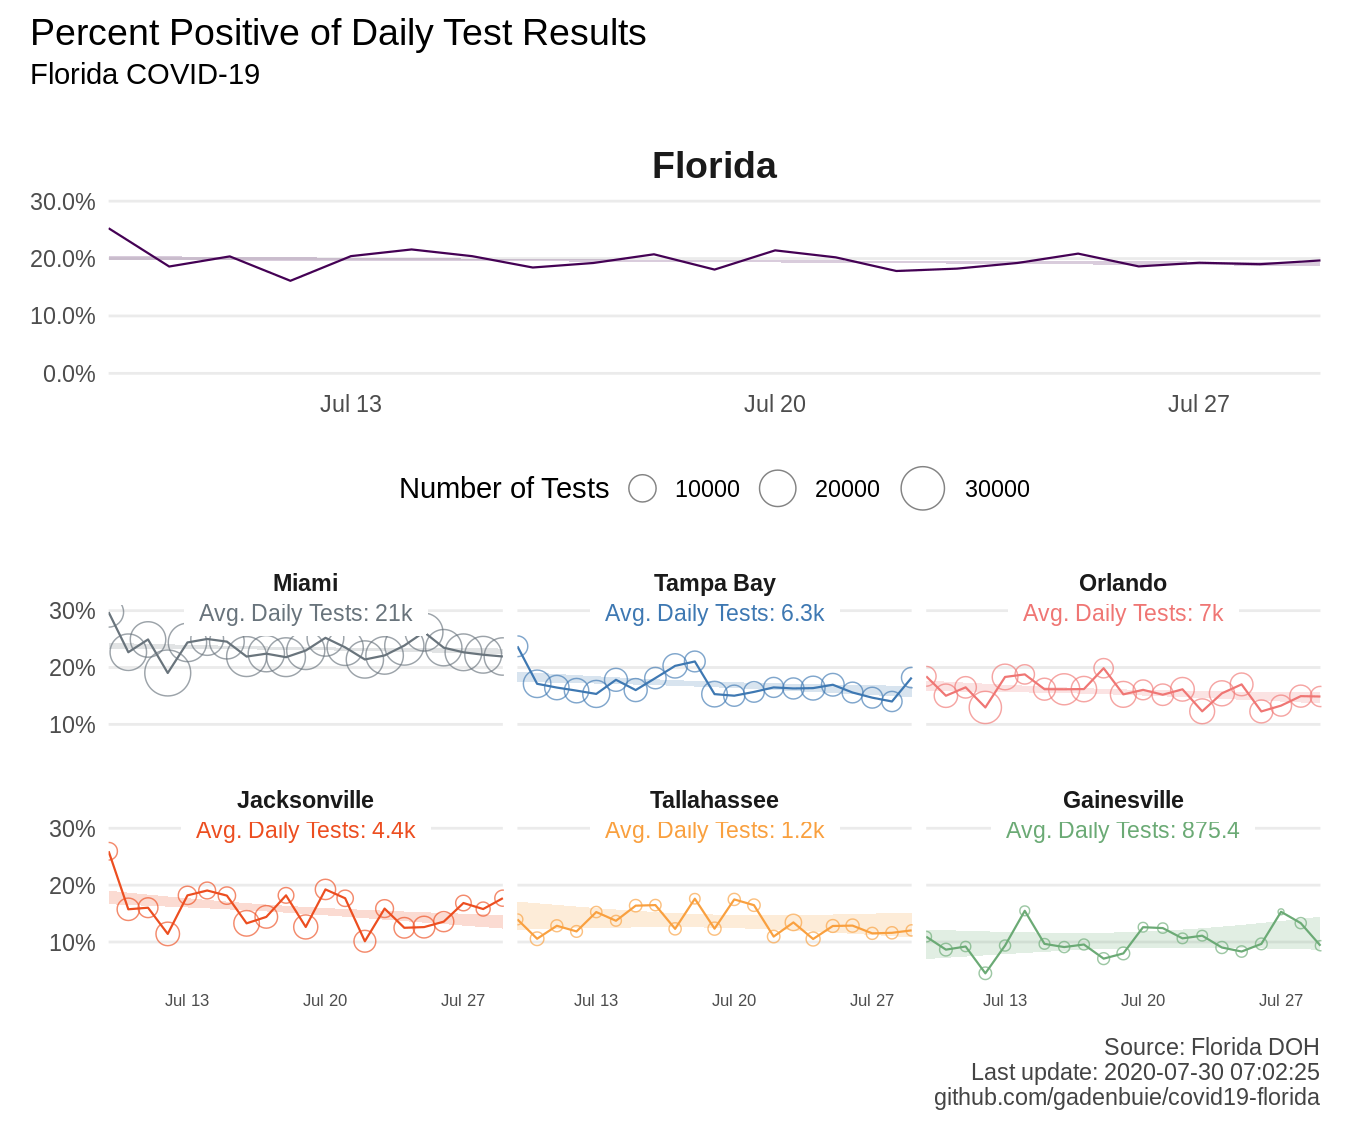 Percent Positive of Daily Test Results
Florida COVID-19
Florida
30.0%
20.0%
10.0%
0.0%
Jul 13 Jul 20 Jul 27
Number of Tests 10000 20000 30000
Miami Tampa Bay Orlando
30% Avg. Daily Tests: 21k Avg. Daily Tests: 6.3k Avg. Daily Tests: 7k
20%
10%
Jacksonville Tallahassee Gainesville
30% Avg. Daily Tests: 4.4k Avg. Daily Tests: 1.2k Avg. Daily Tests: 875.4
20%
10%
Jul 13 Jul 20 Jul 27 Jul 13 Jul 20 Jul 27 Jul 13 Jul 20 Jul 27
Source: Florida DOH
Last update: 2020-07-30 07:02:25
github.com/gadenbuie/covid19-florida